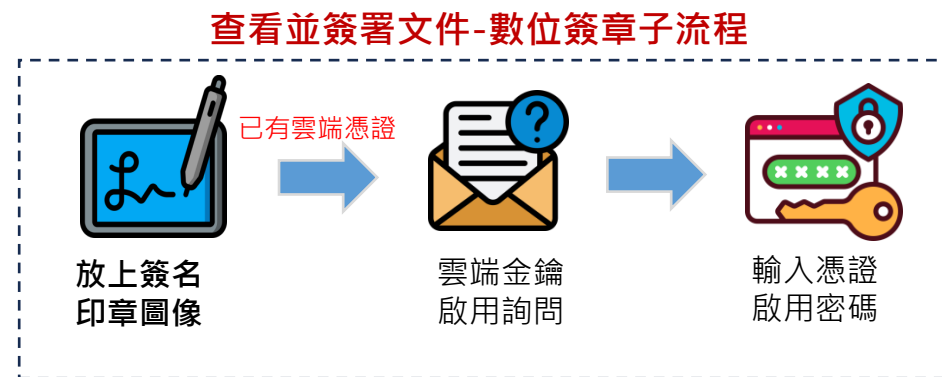 查看並簽署文件-數位簽章子流程
已有雲端憑證
?
放上簽名
印章圖像
雲端金鑰
啟用詢問
輸入憑證
啟用密碼